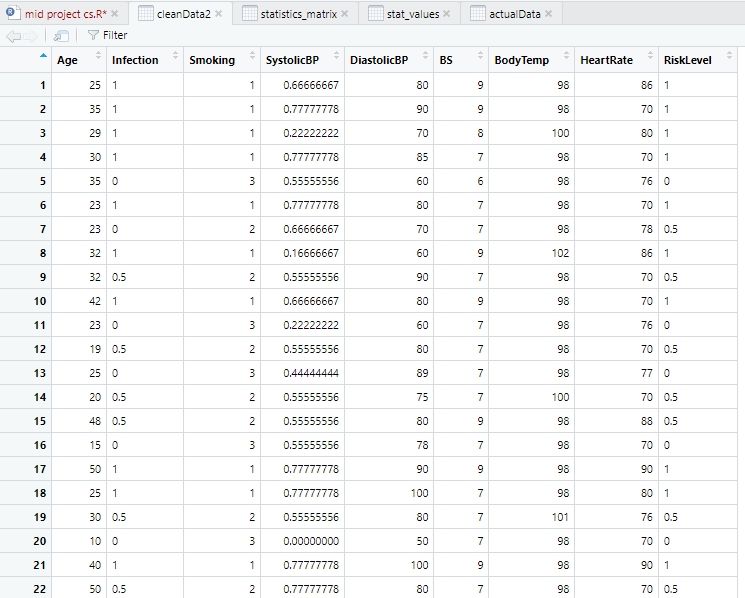 mid project cs.R* cleanData2 statistics_matrix stat_values actualData
Filter
Age Infection Smoking SystolicBP DiastolicBP BS BodyTemp HeartRate RiskLevel
1 25 1 1 0.66666667 80 9 98 86 1
2 35 1 1 0.77777778 90 9 98 70 1
3 29 1 1 0.22222222 70 8 100 80 1
4 30 1 1 0.77777778 85 7 98 70 1
5 35 0 3 0.55555556 60 6 98 76 0
6 23 1 1 0.77777778 80 7 98 70 1
7 23 0 2 0.66666667 70 7 98 78 0.5
8 32 1 1 0.16666667 60 9 102 86 1
9 32 0.5 2 0.55555556 90 7 98 70 0.5
10 42 1 1 0.66666667 80 9 98 70 1
11 23 0 3 0.22222222 60 7 98 76 0
12 19 0.5 2 0.55555556 80 7 98 70 0.5
13 25 0 3 0.44444444 89 7 98 77 0
14 20 0.5 2 0.55555556 75 7 100 70 0.5
15 48 0.5 2 0.55555556 80 9 98 88 0.5
16 15 0 3 0.55555556 78 7 98 70 0
17 50 1 1 0.77777778 90 9 98 90 1
18 25 1 1 0.77777778 100 7 98 80 1
19 30 0.5 2 0.55555556 80 7 101 76 0.5
20 10 0 3 0.00000000 50 7 98 70 0
21 40 1 1 0.77777778 100 9 98 90 1
22 50 0.5 2 0.77777778 80 7 98 70 0.5